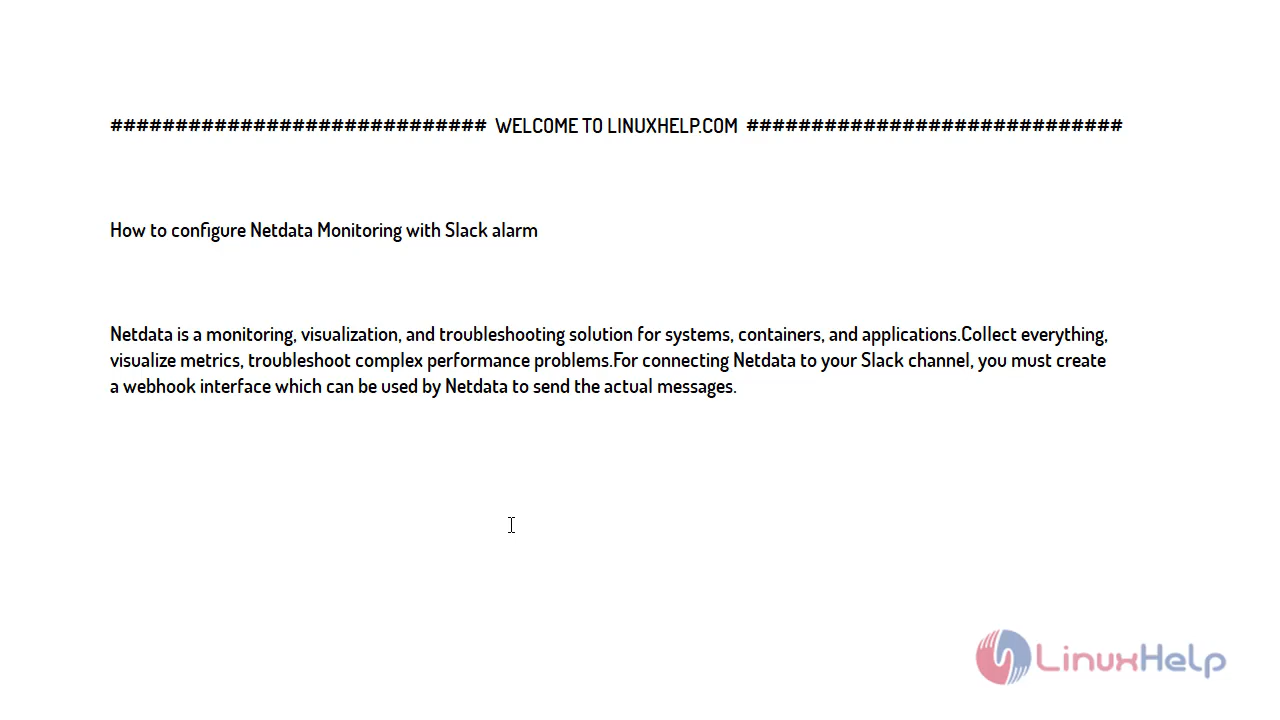 ############################# WELCOME TO LINUXHELP.COM #############################
How to configure Netdata Monitoring with Slack alarm
Netdata is a monitoring, visualization, and troubleshooting solution for systems, containers, and applications.Collect everything,
visualize metrics, troubleshoot complex performance problems.For connecting Netdata to your Slack channel, you must create
a webhook interface which can be used by Netdata to send the actual messages.
LinuxHelp